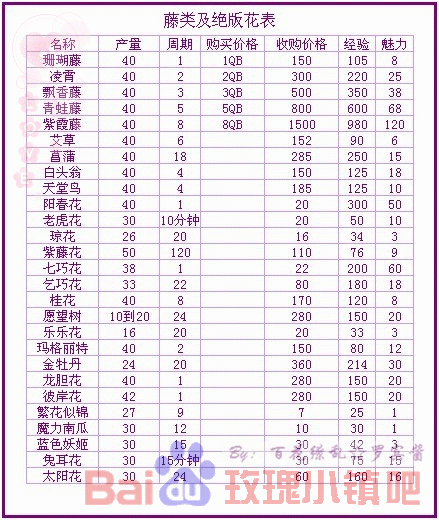 藤类及绝版花表
名称 产量 周期 购买价格 收购价格 经验 魅力
珊瑚藤 40 1 1QB 150 105 8
凌霄 40 2 2QB 300 220 25
飘香藤 40 3 3QB 500 350 38
青蛙藤 40 5 5QB 800 600 68
紫霞藤 40 8 8QB 1500 980 120
艾草 40 6 152 90 6
菖蒲 40 18 285 250 15
白头翁 40 4 150 125 18
天堂鸟 40 4 185 125 10
阳春花 40 1 20 300 50
老虎花 30 10分钟 20 50 10
琼花 26 20 16 34 3
紫藤花 50 120 110 76 9
七巧花 38 1 22 200 60
乞巧花 33 22 80 180 18
桂花 40 8 170 120 8
愿望树 10到20 24 280 150 20
乐乐花 16 20 20 33 3
玛格丽特 40 2 150 80 12
金牡丹 24 20 360 214 30
龙胆花 40 1 280 150 20
彼岸花 42 1 280 150 20
繁花似锦 27 9 7 25 1
魔力南瓜 30 12 10 30 1
蓝色妖姬 30 15 30 42 3
兔耳花 30 15分钟 30 75 15
太阳花 30 24 60 160 16
By: 百花缭乱
Bai du 玫瑰小镇吧